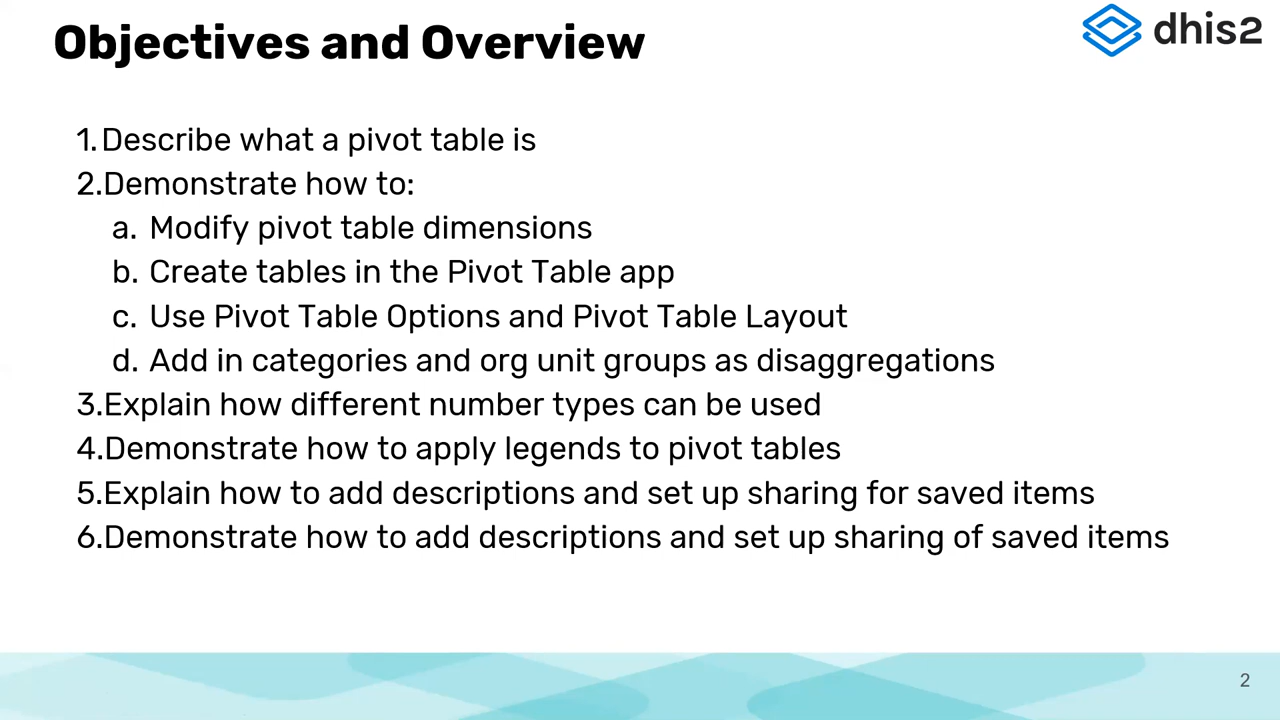 Objectives and Overview
dhis2
1. Describe what a pivot table is
2. Demonstrate how to:
a. Modify pivot table dimensions
b. Create tables in the Pivot Table app
c. Use Pivot Table Options and Pivot Table Layout
d. Add in categories and org unit groups as disaggregations
3. Explain how different number types can be used
4. Demonstrate how to apply legends to pivot tables
5. Explain how to add descriptions and set up sharing for saved items
6. Demonstrate how to add descriptions and set up sharing of saved items
2